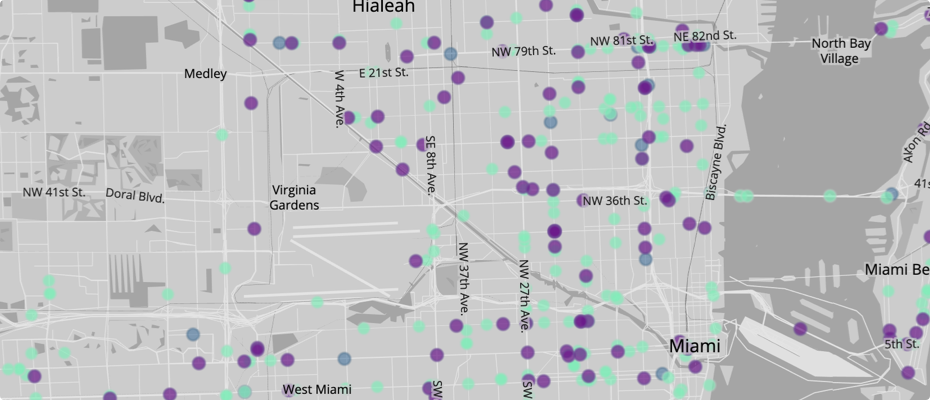 Hialeah
NW 81st St.
NE 82nd St.
North Bay
Village
NW 79th St.
Medley
E 21st St.
W 4th Ave.
Alton Rd
SE 8th Ave.
Biscayne Blvd.
NW 41st St.
Doral Blvd.
Virginia
Gardens
NW 36th St.
41s
NW 37th Ave.
NW 27th Ave.
Miami Be
Miami
5th St.
West Miami
SW
SW